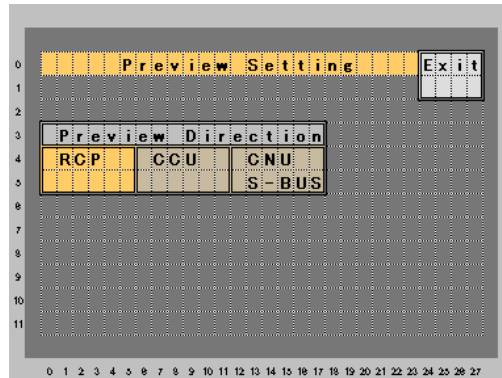 0 Preview Setting Exit
1
2
3 Preview Direction
4 RCP CCU CNU
5 S-BUS
6
7
8
9
10
11
0 1 2 3 4 5 6 7 8 9 10 11 12 13 14 15 16 17 18 19 20 21 22 23 24 25 26 27